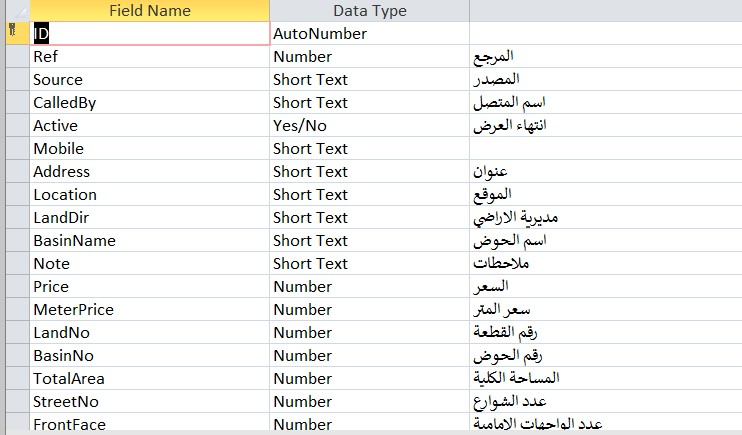 Field Name Data Type
ID AutoNumber
Ref Number المرجع
Source Short Text المصدر
CalledBy Short Text اسم المتصل
Active Yes/No انتهاء العرض
Mobile Short Text
Address Short Text عنوان
Location Short Text الموقع
LandDir Short Text مديرية الاراضي
BasinName Short Text اسم الحوض
Note Short Text ملاحظات
Price Number السعر
MeterPrice Number سعر المتر
LandNo Number رقم القطعة
BasinNo Number رقم الحوض
TotalArea Number المساحة الكلية
StreetNo Number عدد الشوارع
FrontFace Number عدد الواجهات الامامية